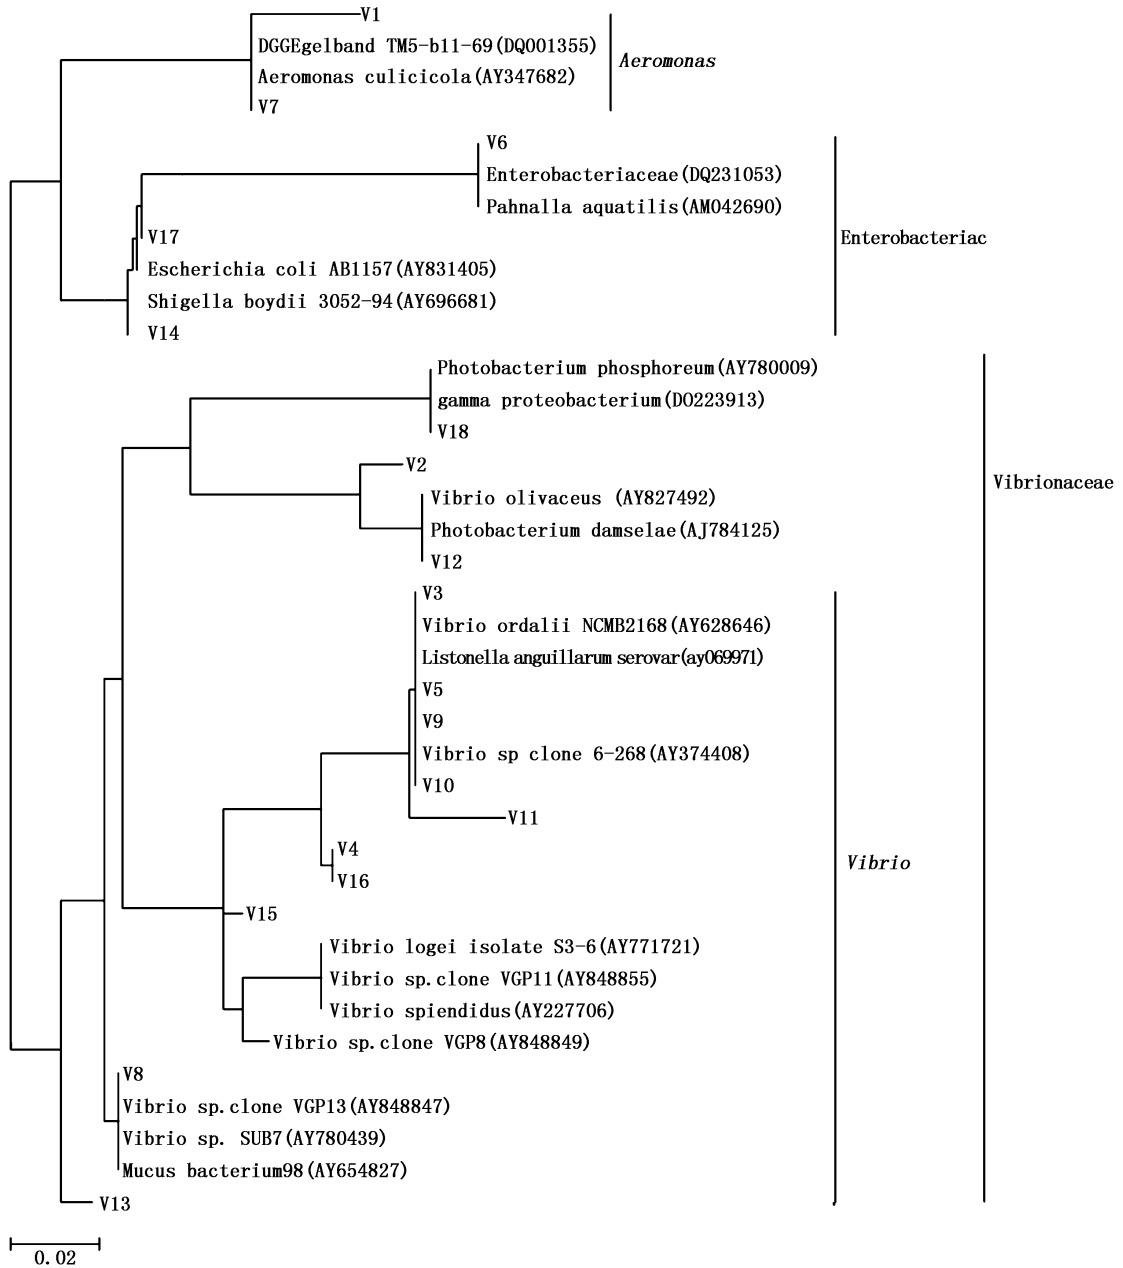 V1
DGGEgelband TM5-b11-69(DQ001355)
Aeromonas culicicola(AY347682)
V7
Aeromonas
V6
Enterobacteriaceae(DQ231053)
Pahnalla aquatilis(AM042690)
V17
Escherichia coli AB1157(AY831405)
Shigella boydii 3052-94(AY696681)
V14
Enterobacteriac
Photobacterium phosphoreum(AY780009)
gamma proteobacterium(DO223913)
V18
V2
Vibrio olivaceus (AY827492)
Photobacterium damselae(AJ784125)
V12
Vibrionaceae
V3
Vibrio ordalii NCMB2168(AY628646)
Listonella anguillarum serovar(ay069971)
V5
V9
Vibrio sp clone 6-268(AY374408)
V10
V11
V4
V16
V15
Vibrio logei isolate S3-6(AY771721)
Vibrio sp.clone VGP11(AY848855)
Vibrio spiendidus(AY227706)
Vibrio sp.clone VGP8(AY848849)
V8
Vibrio sp.clone VGP13(AY848847)
Vibrio sp. SUB7(AY780439)
Mucus bacterium98(AY654827)
V13
Vibrio
0.02